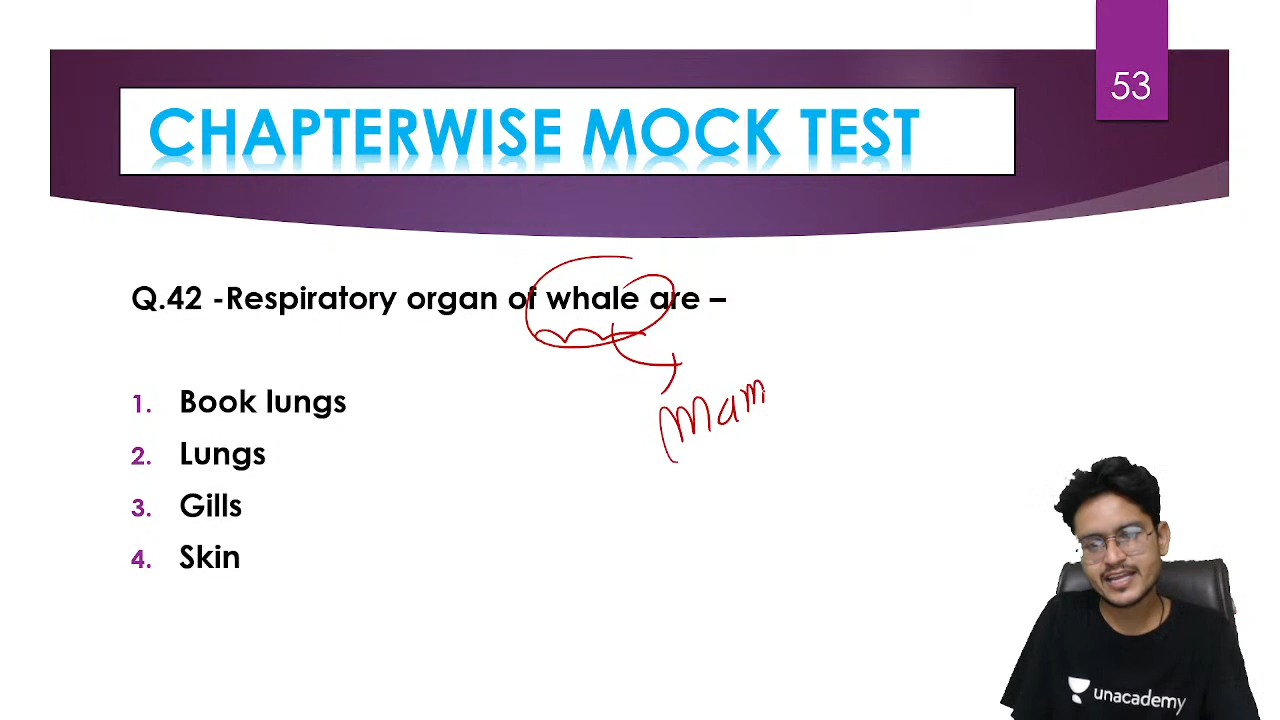 53
CHAPTERWISE MOCK TEST
Q.42 -Respiratory organ of whale are –
Mam
1. Book lungs
2. Lungs
3. Gills
4. Skin
unacademy